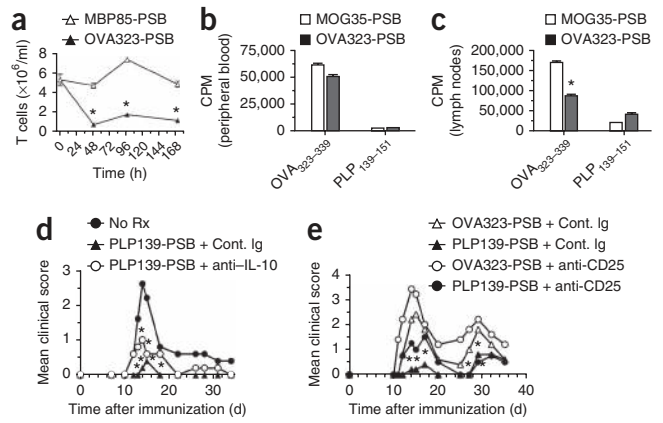 a
MBP85-PSB
OVA323-PSB
T cells (×10⁶/ml)
8
6
4
2
0
0 24 48 72 96 120 144 168
Time (h)
*
*
*
b
MOG35-PSB
OVA323-PSB
CPM
(peripheral blood)
75,000
50,000
25,000
0
OVA₃₂₃₋₃₃₉
PLP₁₃₉₋₁₅₁
c
MOG35-PSB
OVA323-PSB
CPM
(lymph nodes)
200,000
150,000
100,000
50,000
0
*
OVA₃₂₃₋₃₃₉
PLP₁₃₉₋₁₅₁
d
No Rx
PLP139-PSB + Cont. Ig
PLP139-PSB + anti–IL-10
Mean clinical score
3
2
1
0
* * * * * *
0 5 10 15 20 25 30 35
Time after immunization (d)
e
OVA323-PSB + Cont. Ig
PLP139-PSB + Cont. Ig
OVA323-PSB + anti-CD25
PLP139-PSB + anti-CD25
Mean clinical score
4
3
2
1
0
* * * * * *
0 10 20 30 40
Time after immunization (d)